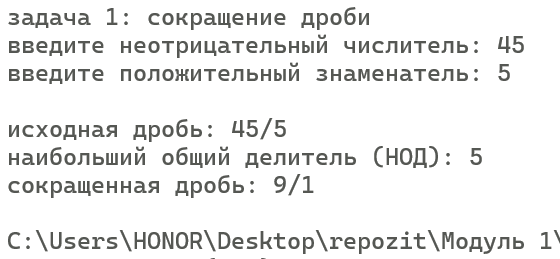 задача 1: сокращение дроби
введите неотрицательный числитель: 45
введите положительный знаменатель: 5
исходная дробь: 45/5
наибольший общий делитель (НОД): 5
сокращенная дробь: 9/1
C:\Users\HONOR\Desktop\repozit\Модуль 1\